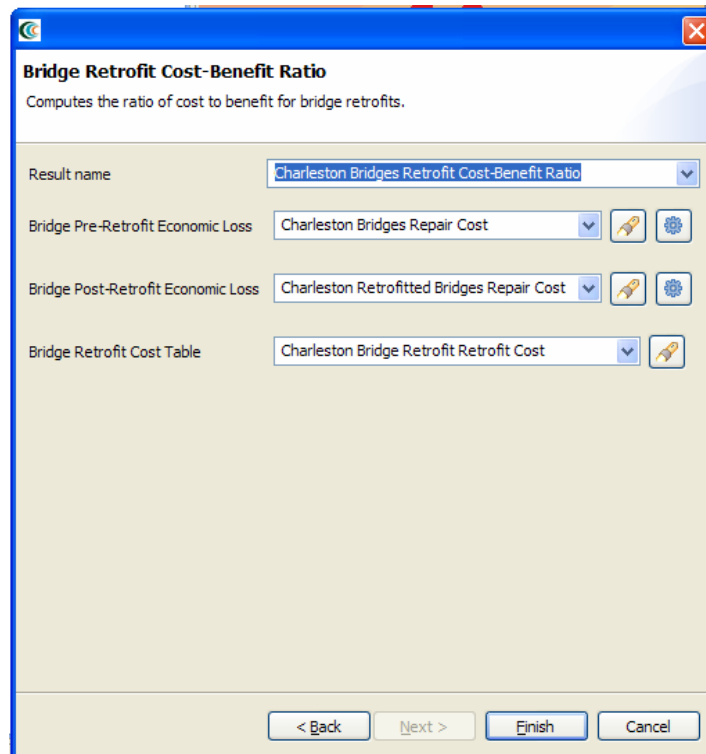 Bridge Retrofit Cost-Benefit Ratio
Computes the ratio of cost to benefit for bridge retrofits.
Result name Charleston Bridges Retrofit Cost-Benefit Ratio
Bridge Pre-Retrofit Economic Loss Charleston Bridges Repair Cost
Bridge Post-Retrofit Economic Loss Charleston Retrofitted Bridges Repair Cost
Bridge Retrofit Cost Table Charleston Bridge Retrofit Retrofit Cost
< Back Next > Finish Cancel